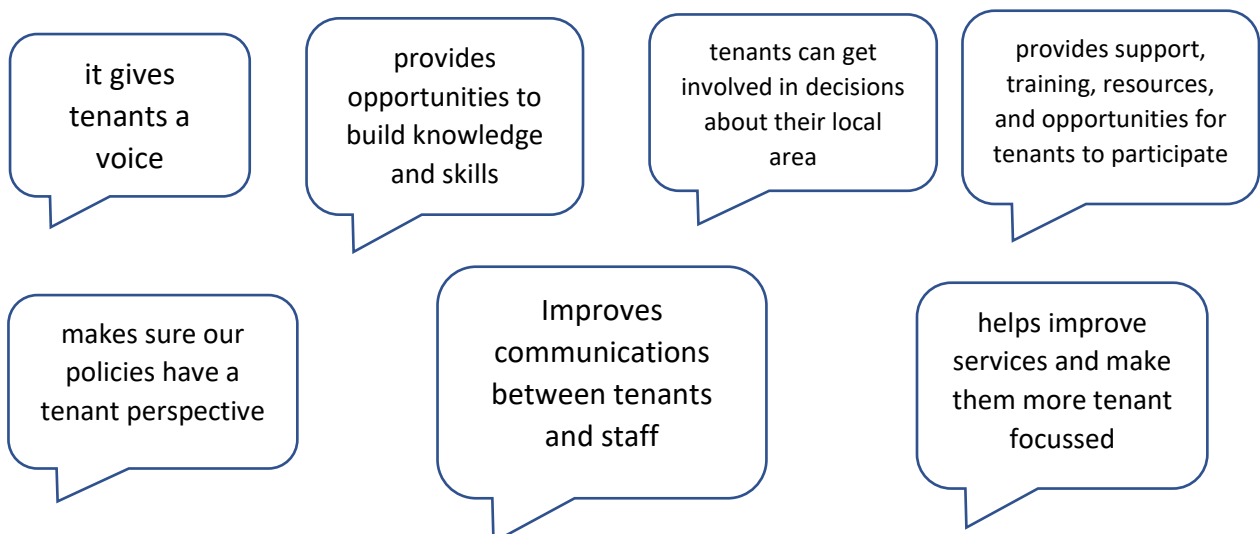 it gives
tenants a
voice
provides
opportunities to
build knowledge
and skills
tenants can get
involved in decisions
about their local
area
provides support,
training, resources,
and opportunities for
tenants to participate
makes sure our
policies have a
tenant perspective
Improves
communications
between tenants
and staff
helps improve
services and make
them more tenant
focussed